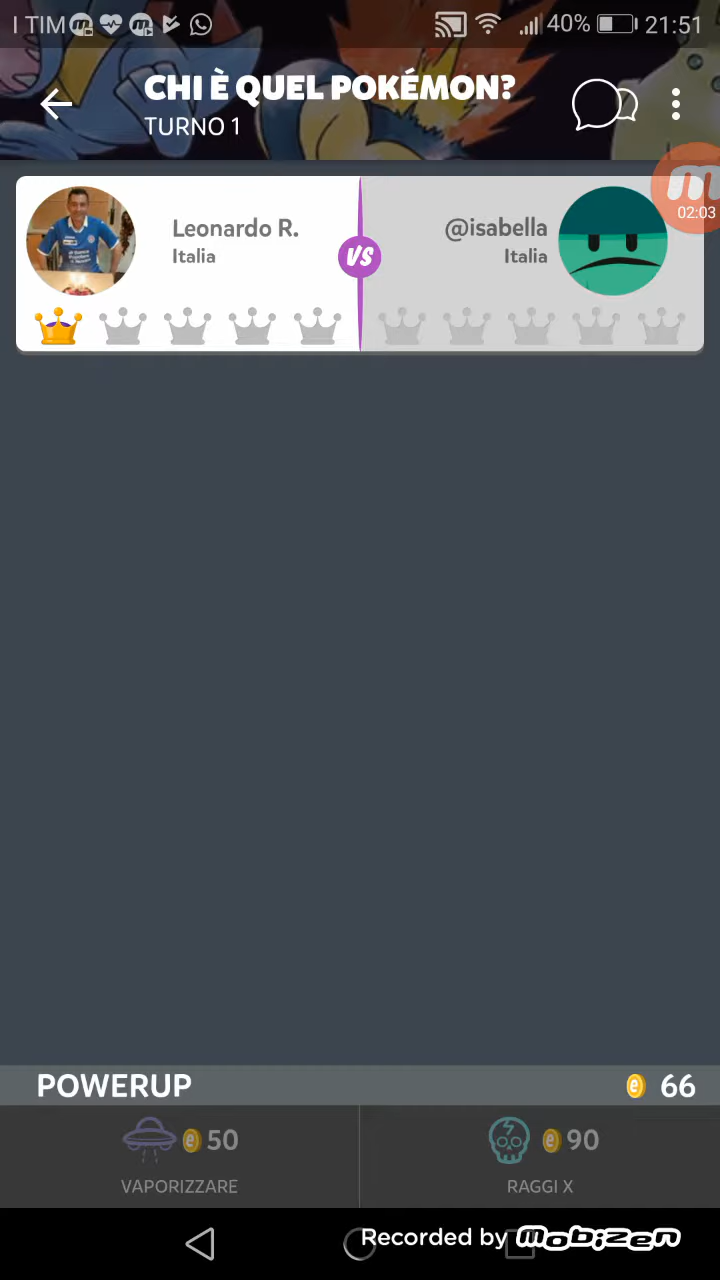 I TIM 40% 21:51
CHI È QUEL POKÉMON?
TURNO 1
02:03
Leonardo R.
Italia
VS
@isabella
Italia
POWERUP
66
50
VAPORIZZARE
90
RAGGI X
Recorded by mobizen